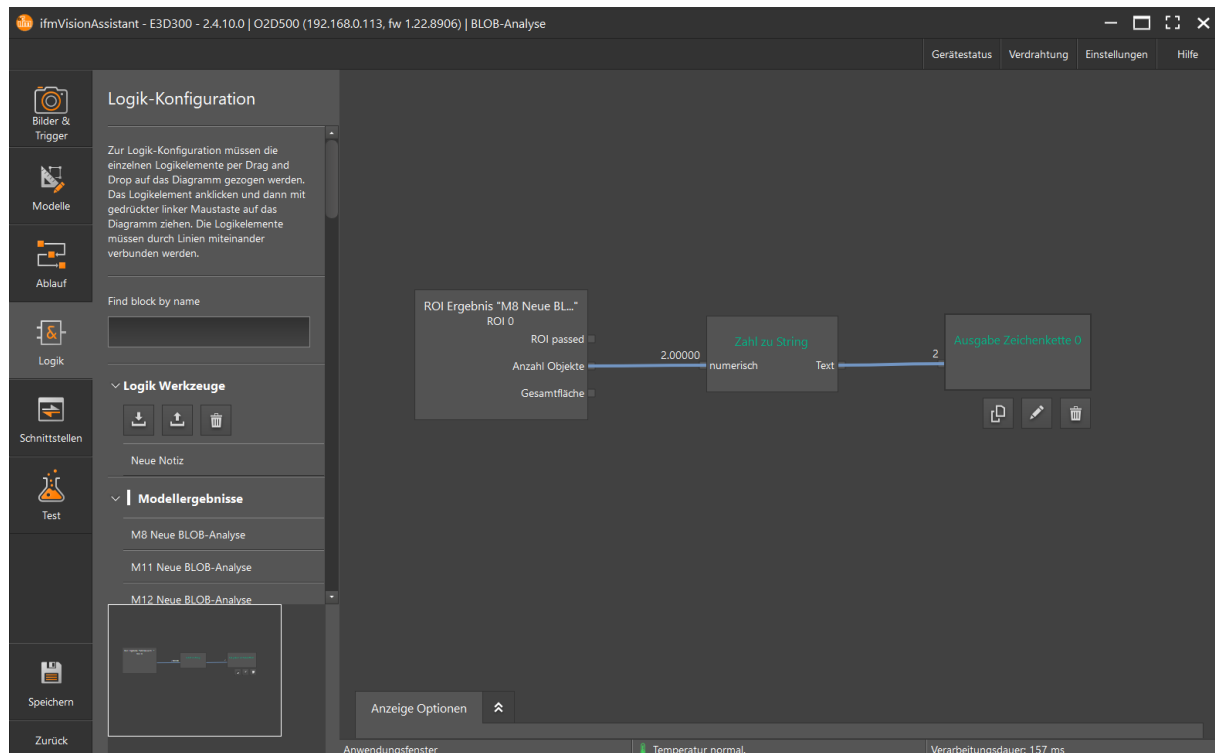 ifmVisionAssistant - E3D300 - 2.4.10.0 | O2D500 (192.168.0.113, fw 1.22.8906) | BLOB-Analyse
Gerätestatus Verdrahtung Einstellungen Hilfe
Bilder &
Trigger
Modelle
Ablauf
Logik
Schnittstellen
Test
Speichern
Zurück
Logik-Konfiguration
Zur Logik-Konfiguration müssen die
einzelnen Logikelemente per Drag and
Drop auf das Diagramm gezogen werden.
Das Logikelement anklicken und dann mit
gedrückter linker Maustaste auf das
Diagramm ziehen. Die Logikelemente
müssen durch Linien miteinander
verbunden werden.
Find block by name
Logik Werkzeuge
Neue Notiz
Modellergebnisse
M8 Neue BLOB-Analyse
M11 Neue BLOB-Analyse
M12 Neue BLOB-Analyse
ROI Ergebnis "M8 Neue BL..."
ROI 0
ROI passed
Anzahl Objekte
Gesamtfläche
2.00000
Zahl zu String
numerisch Text
2
Ausgabe Zeichenkette 0
Anzeige Optionen
Anwendungsfenster
Temperatur normal.
Verarbeitungsdauer: 157 ms